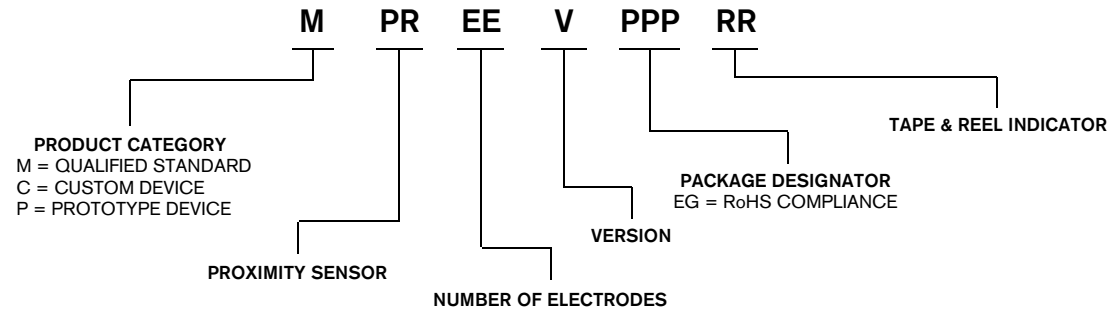 M PR EE V PPP RR
PRODUCT CATEGORY
M = QUALIFIED STANDARD
C = CUSTOM DEVICE
P = PROTOTYPE DEVICE
PROXIMITY SENSOR
NUMBER OF ELECTRODES
VERSION
PACKAGE DESIGNATOR
EG = RoHS COMPLIANCE
TAPE & REEL INDICATOR